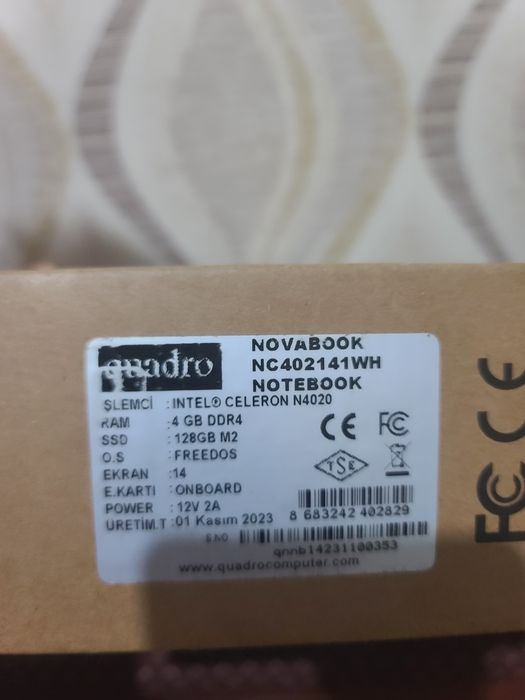 quadro
NOVABOOK
NC402141WH
NOTEBOOK
ŞLEMCİ : INTEL® CELERON N4020
RAM : 4 GB DDR4
SSD : 128GB M2
O.S : FREEDOS
EKRAN : 14
E.KARTI : ONBOARD
POWER : 12V 2A
ÜRETİM.T : 01 Kasım 2023
CE FC
TSE
8 683242 402829
S.NO
qnnb14231100353
www.quadrocomputer.com
FC CE